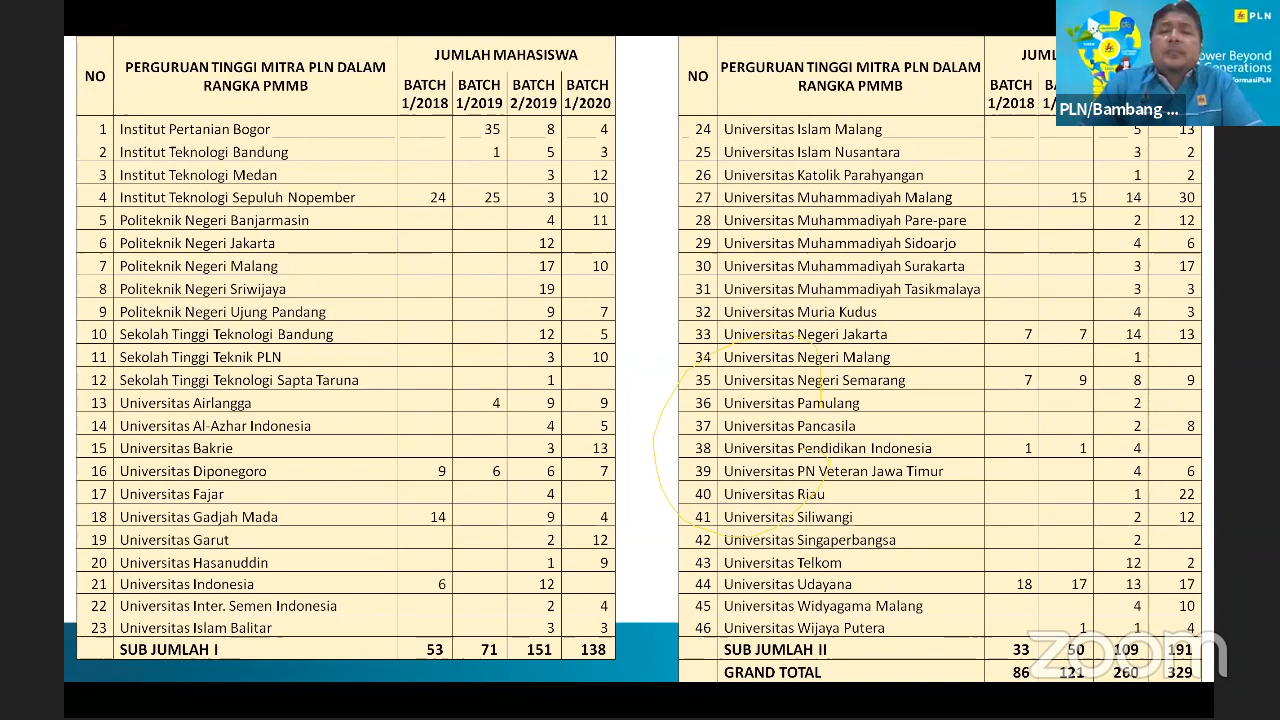 NO PERGURUAN TINGGI MITRA PLN DALAM RANGKA PMMB JUMLAH MAHASISWA
BATCH 1/2018 BATCH 1/2019 BATCH 2/2019 BATCH 1/2020
1 Institut Pertanian Bogor 35 8 4
2 Institut Teknologi Bandung 1 5 3
3 Institut Teknologi Medan 3 12
4 Institut Teknologi Sepuluh Nopember 24 25 3 10
5 Politeknik Negeri Banjarmasin 4 11
6 Politeknik Negeri Jakarta 12
7 Politeknik Negeri Malang 17 10
8 Politeknik Negeri Sriwijaya 19
9 Politeknik Negeri Ujung Pandang 9 7
10 Sekolah Tinggi Teknologi Bandung 12 5
11 Sekolah Tinggi Teknik PLN 3 10
12 Sekolah Tinggi Teknologi Sapta Taruna 1
13 Universitas Airlangga 4 9 9
14 Universitas Al-Azhar Indonesia 4 5
15 Universitas Bakrie 3 13
16 Universitas Diponegoro 9 6 6 7
17 Universitas Fajar 4
18 Universitas Gadjah Mada 14 9 4
19 Universitas Garut 2 12
20 Universitas Hasanuddin 1 9
21 Universitas Indonesia 6 12
22 Universitas Inter. Semen Indonesia 2 4
23 Universitas Islam Balitar 3 3
SUB JUMLAH I 53 71 151 138
NO PERGURUAN TINGGI MITRA PLN DALAM RANGKA PMMB
BATCH 1/2018
24 Universitas Islam Malang 5 13
25 Universitas Islam Nusantara 3 2
26 Universitas Katolik Parahyangan 1 2
27 Universitas Muhammadiyah Malang 15 14 30
28 Universitas Muhammadiyah Pare-pare 2 12
29 Universitas Muhammadiyah Sidoarjo 4 6
30 Universitas Muhammadiyah Surakarta 3 17
31 Universitas Muhammadiyah Tasikmalaya 3 3
32 Universitas Muria Kudus 4 3
33 Universitas Negeri Jakarta 7 7 14 13
34 Universitas Negeri Malang 1
35 Universitas Negeri Semarang 7 9 8 9
36 Universitas Pamulang 2
37 Universitas Pancasila 2 8
38 Universitas Pendidikan Indonesia 1 1 4
39 Universitas PN Veteran Jawa Timur 4 6
40 Universitas Riau 1 22
41 Universitas Siliwangi 2 12
42 Universitas Singaperbangsa 2
43 Universitas Telkom 12 2
44 Universitas Udayana 18 17 13 17
45 Universitas Widyagama Malang 4 10
46 Universitas Wijaya Putera 1 1 4
SUB JUMLAH II 33 50 109 191
GRAND TOTAL 86 121 260 329
PLN
Power Beyond
Generations
PLN/Bambang ...
zoom